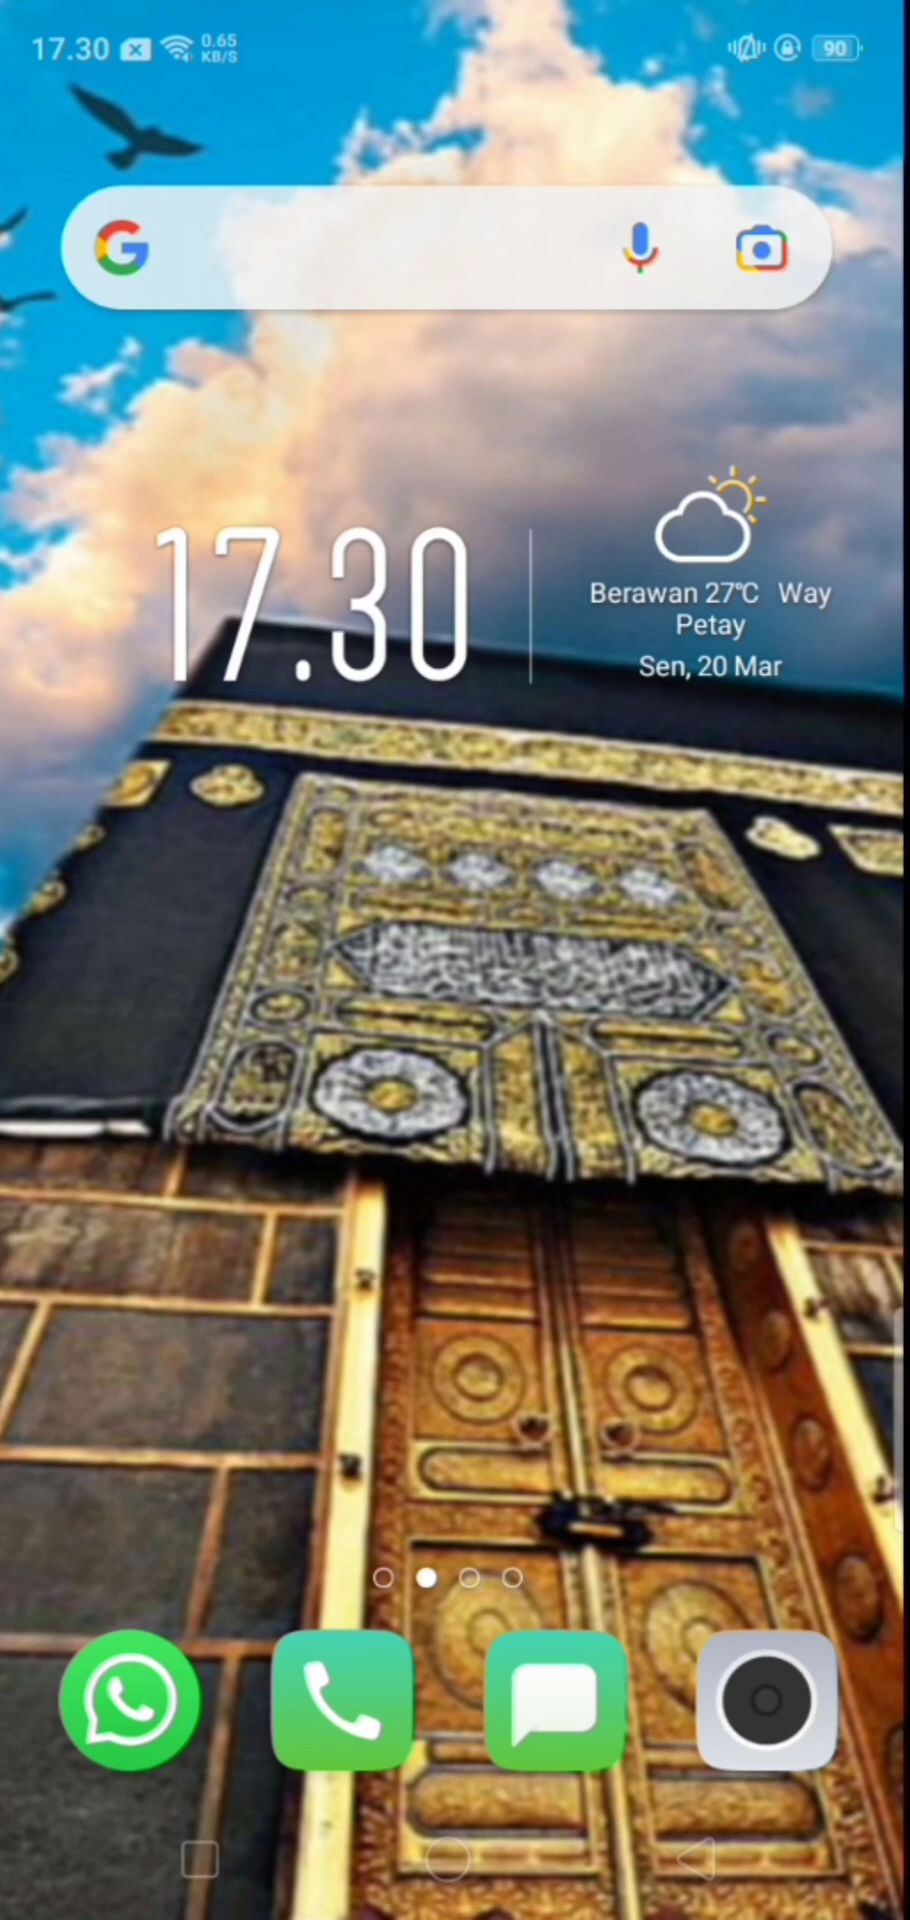 17.30 0.65
KB/S
90
17.30
Berawan 27℃ Way
Petay
Sen, 20 Mar